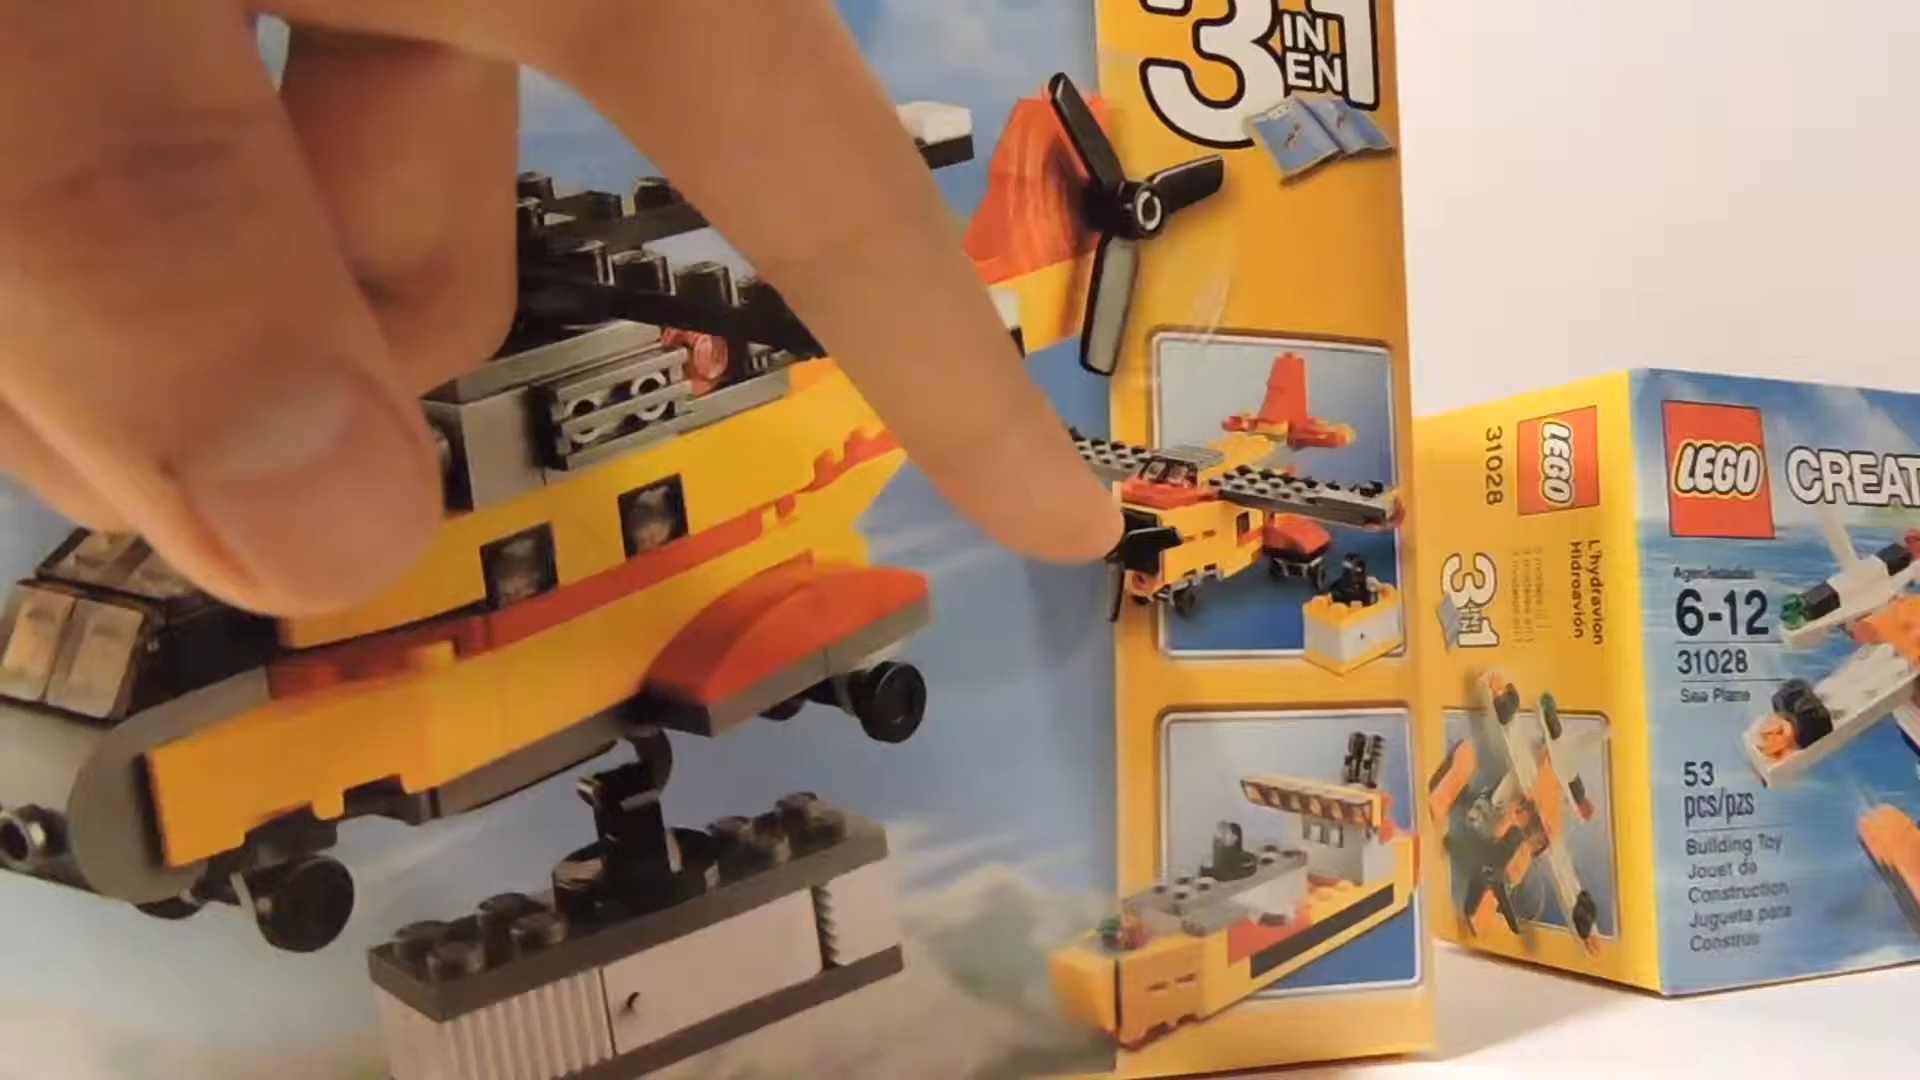 3 IN EN 1
31028
LEGO
L'hydravion
Hidroavión
3 IN 1
LEGO CREAT
6-12
31028
Sea Plane
53
pcs/pzs
Building Toy
Jouet de
Construction
Juguete para
Construir